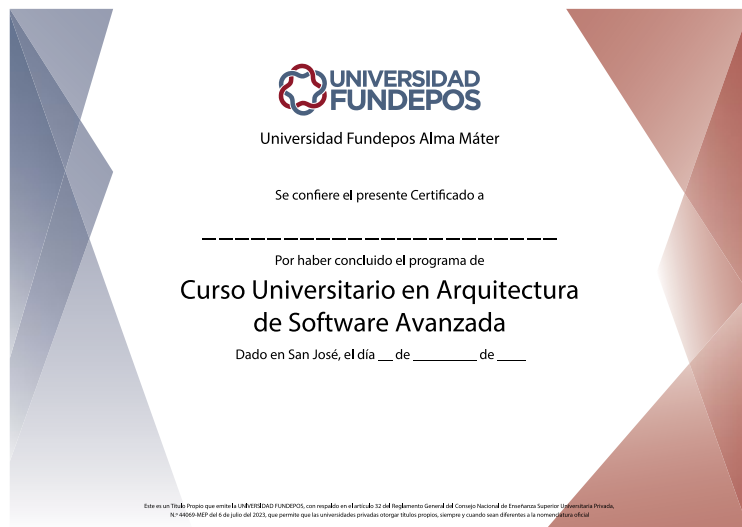 UNIVERSIDAD
FUNDEPOS
Universidad Fundepos Alma Máter
Se confiere el presente Certificado a
______________________
Por haber concluido el programa de
Curso Universitario en Arquitectura
de Software Avanzada
Dado en San José, el día __ de _________ de ____
Este es un Título Propio que emite la UNIVERSIDAD FUNDEPOS, con respaldo en el artículo 32 del Reglamento General del Consejo Nacional de Enseñanza Superior Universitaria Privada,
N.º 44069-MEP del 6 de julio del 2023, que permite que las universidades privadas otorgar títulos propios, siempre y cuando sean diferentes a la nomenclatura oficial